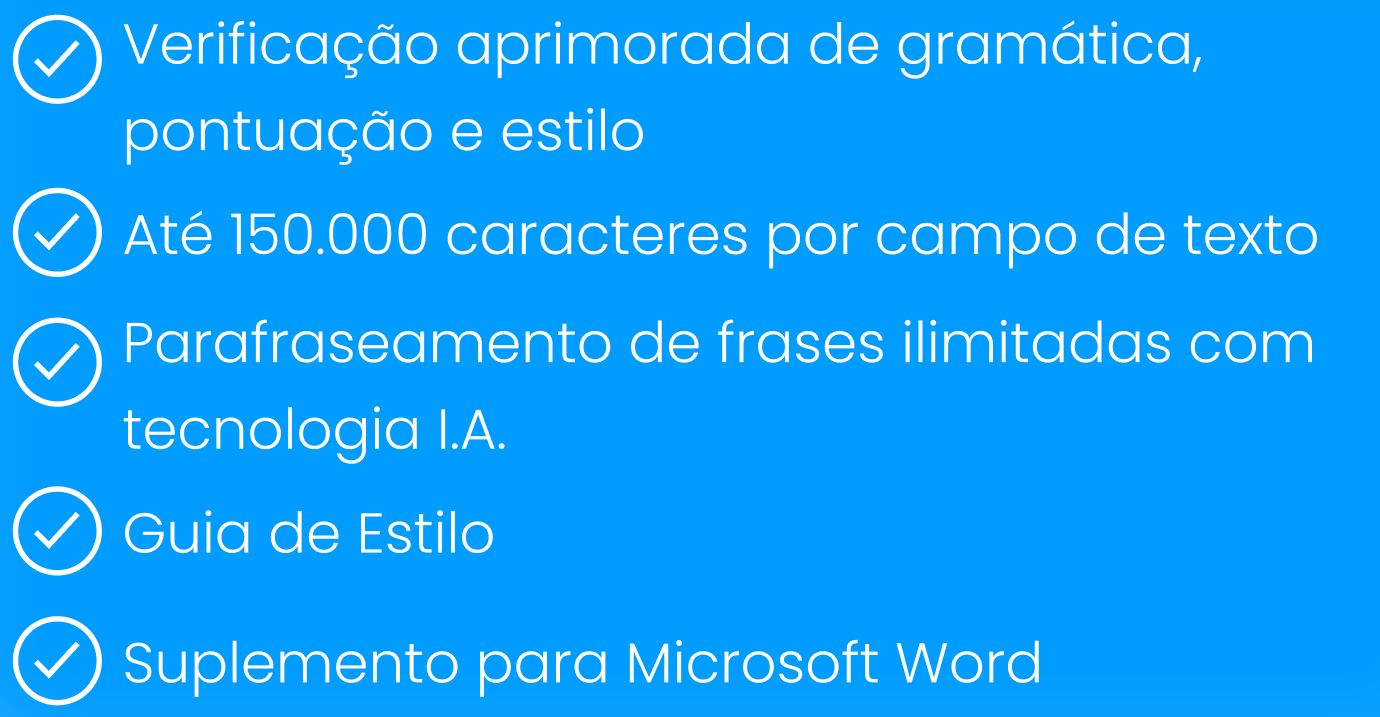 Verificação aprimorada de gramática,
pontuação e estilo
Até 150.000 caracteres por campo de texto
Parafraseamento de frases ilimitadas com
tecnologia I.A.
Guia de Estilo
Suplemento para Microsoft Word